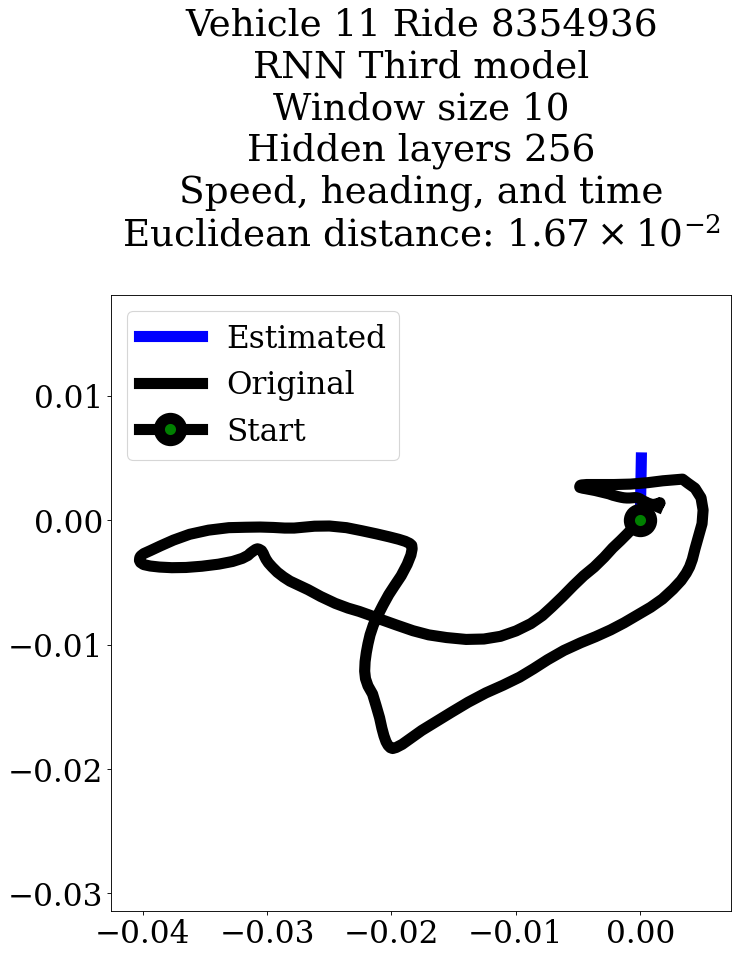 Vehicle 11 Ride 8354936
RNN Third model
Window size 10
Hidden layers 256
Speed, heading, and time
Euclidean distance: 1.67 × 10⁻²
Estimated
Original
Start
0.01
0.00
−0.01
−0.02
−0.03
−0.04 −0.03 −0.02 −0.01 0.00